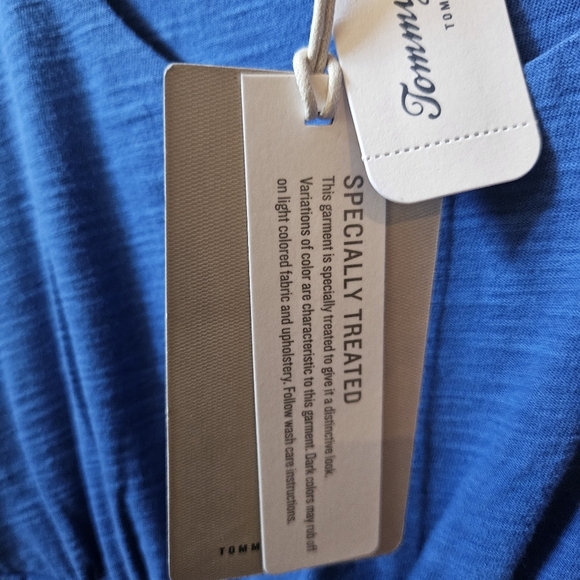 Tommy
TOM
SPECIALLY TREATED
This garment is specially treated to give it a distinctive look.
Variations of color are characteristic to this garment. Dark colors may rub off
on light colored fabric and upholstery. Follow wash care instructions.
TOMM